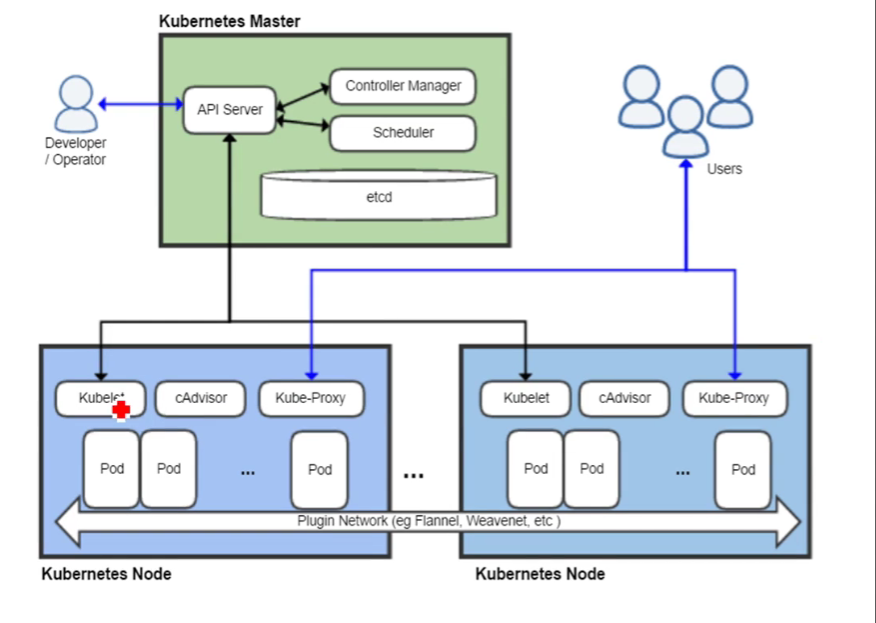 Kubernetes Master
API Server
Controller Manager
Scheduler
etcd
Developer
/ Operator
Users
Kubelet
cAdvisor
Kube-Proxy
Pod
Pod
...
Pod
...
Kubelet
cAdvisor
Kube-Proxy
Pod
Pod
...
Pod
Plugin Network (eg Flannel, Weavenet, etc )
Kubernetes Node
Kubernetes Node